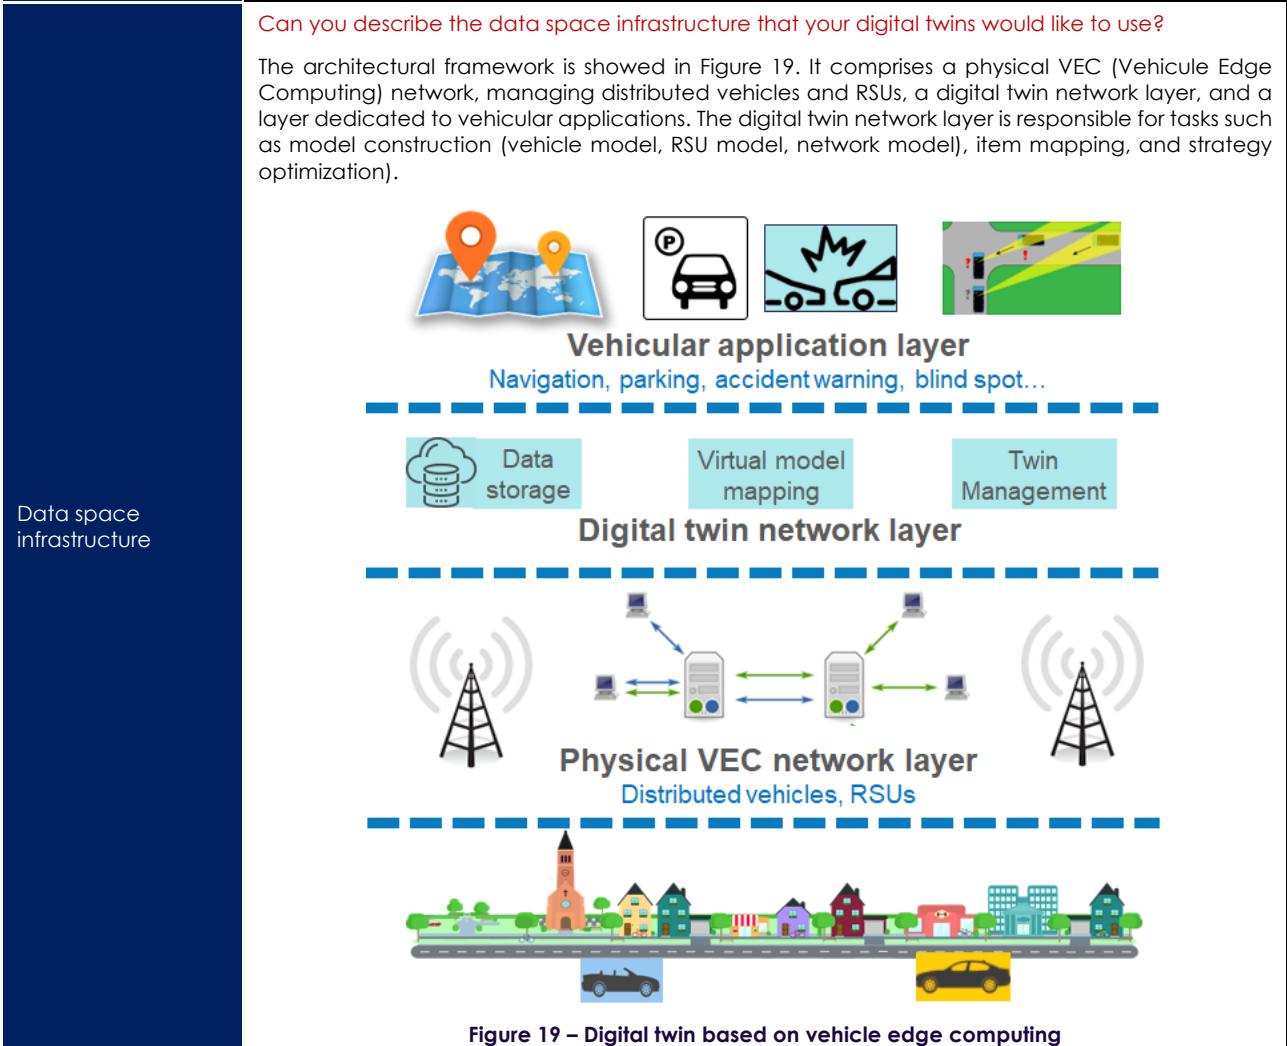 Can you describe the data space infrastructure that your digital twins would like to use?
The architectural framework is showed in Figure 19. It comprises a physical VEC (Vehicule Edge
Computing) network, managing distributed vehicles and RSUs, a digital twin network layer, and a
layer dedicated to vehicular applications. The digital twin network layer is responsible for tasks such
as model construction (vehicle model, RSU model, network model), item mapping, and strategy
optimization).
P
Vehicular application layer
Navigation, parking, accident warning, blind spot...
Data
storage
Virtual model
mapping
Twin
Management
Digital twin network layer
Data space
infrastructure
Physical VEC network layer
Distributed vehicles, RSUs
Figure 19 – Digital twin based on vehicle edge computing